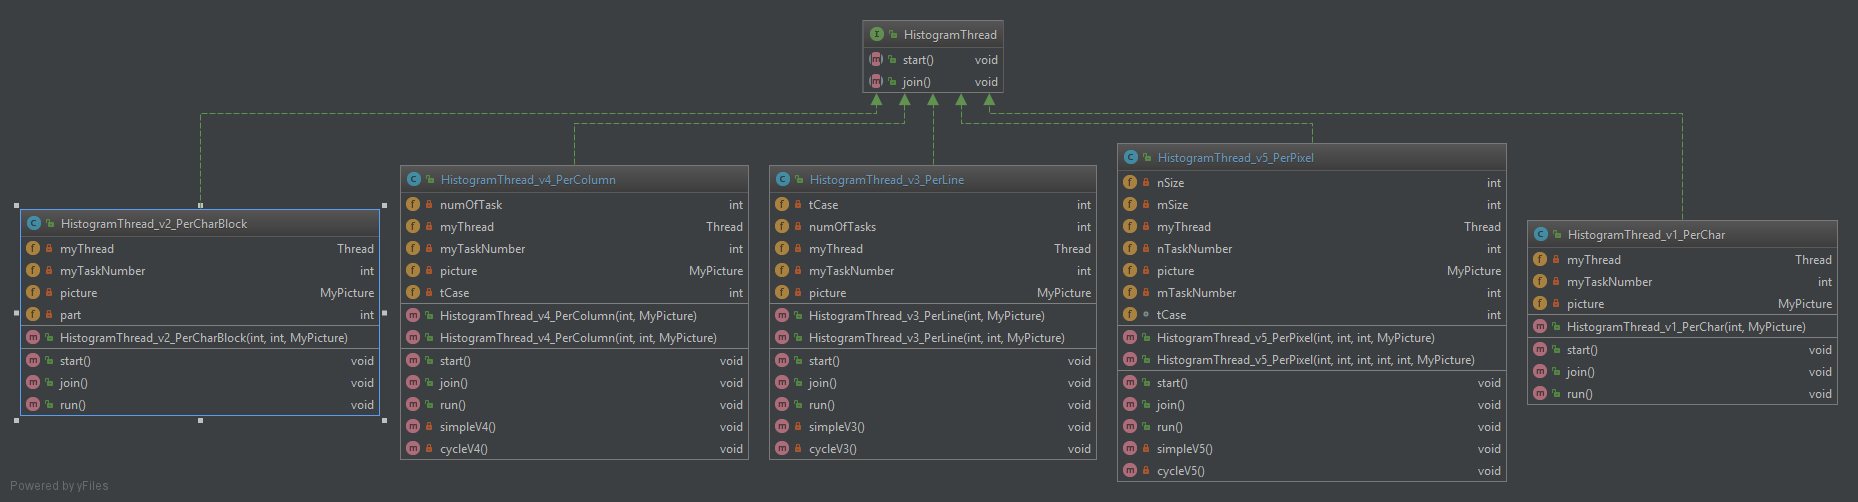 HistogramThread
start() void
join() void
HistogramThread_v2_PerCharBlock
myThread Thread
myTaskNumber int
picture MyPicture
part int
HistogramThread_v2_PerCharBlock(int, int, MyPicture)
start() void
join() void
run() void
HistogramThread_v4_PerColumn
numOfTask int
myThread Thread
myTaskNumber int
picture MyPicture
tCase int
HistogramThread_v4_PerColumn(int, MyPicture)
HistogramThread_v4_PerColumn(int, int, MyPicture)
start() void
join() void
run() void
simpleV4() void
cycleV4() void
HistogramThread_v3_PerLine
tCase int
numOfTasks int
myThread Thread
myTaskNumber int
picture MyPicture
HistogramThread_v3_PerLine(int, MyPicture)
HistogramThread_v3_PerLine(int, int, MyPicture)
start() void
join() void
run() void
simpleV3() void
cycleV3() void
HistogramThread_v5_PerPixel
nSize int
mSize int
myThread Thread
nTaskNumber int
picture MyPicture
mTaskNumber int
tCase int
HistogramThread_v5_PerPixel(int, int, int, MyPicture)
HistogramThread_v5_PerPixel(int, int, int, int, int, MyPicture)
start() void
join() void
run() void
simpleV5() void
cycleV5() void
HistogramThread_v1_PerChar
myThread Thread
myTaskNumber int
picture MyPicture
HistogramThread_v1_PerChar(int, MyPicture)
start() void
join() void
run() void
Powered by yFiles